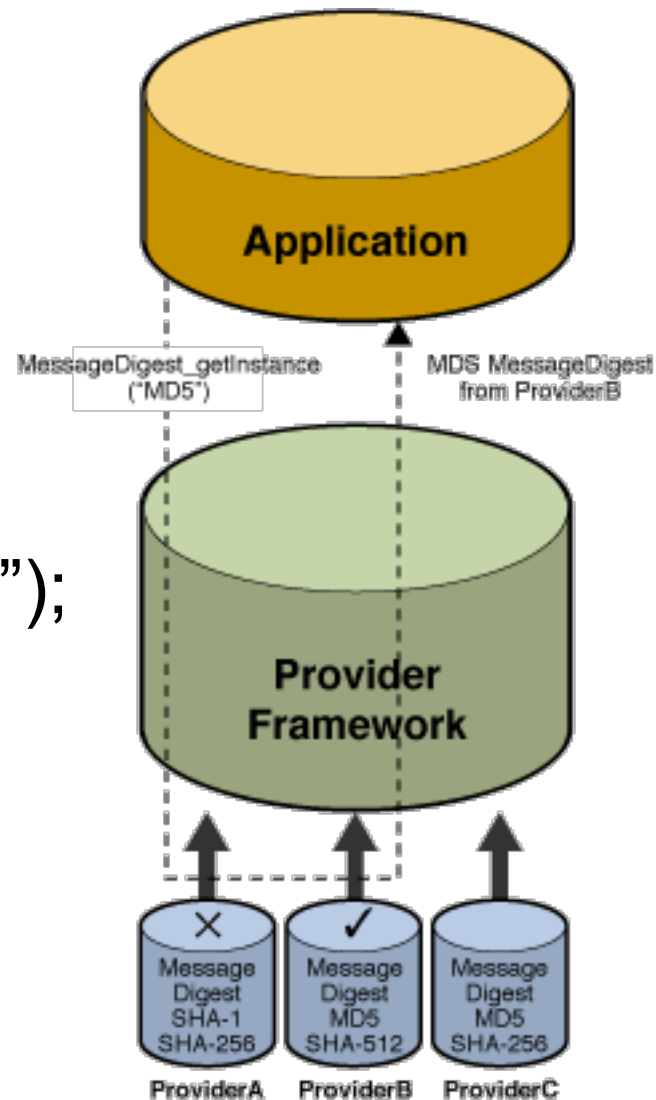 Application
MessageDigest_getInstance
("MD5")
MDS MessageDigest
from ProviderB
”);
Provider
Framework
×
Message
Digest
SHA-1
SHA-256
ProviderA
✓
Message
Digest
MD5
SHA-512
ProviderB
Message
Digest
MD5
SHA-256
ProviderC